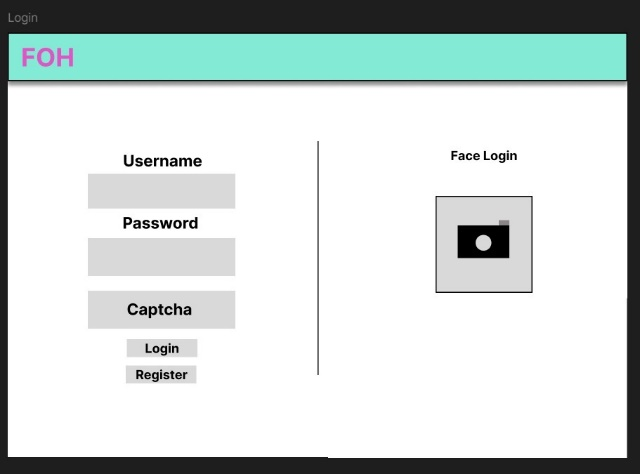 Login
FOH
Username
Password
Captcha
Login
Register
Face Login